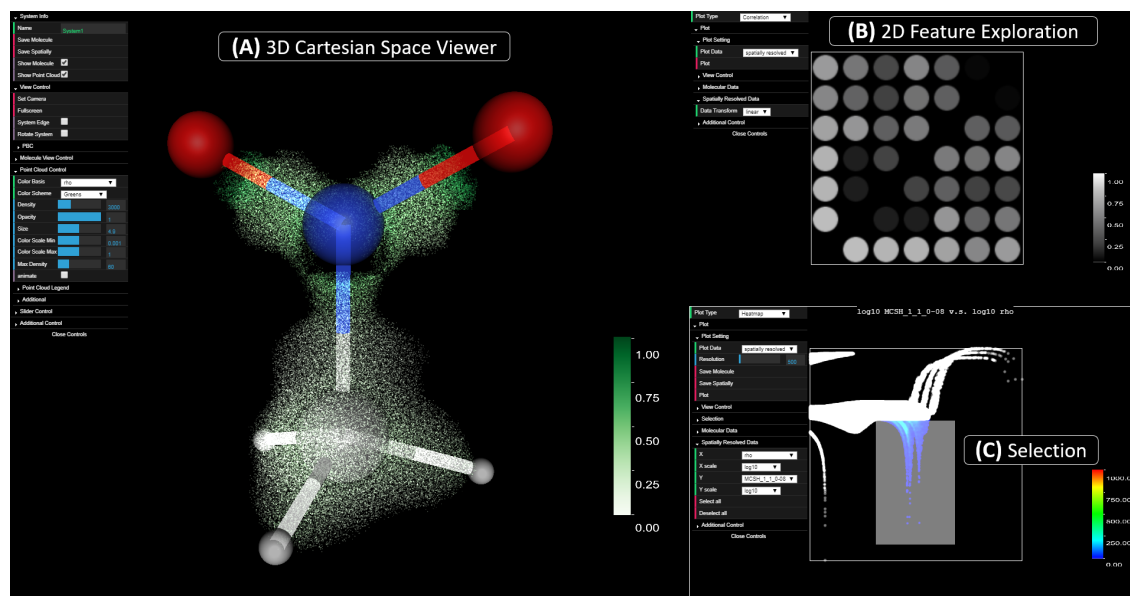 System Info
Name System1
Save Molecule
Save Spatially
Show Molecule
Show Point Cloud
View Control
Set Camera
Fullscreen
System Edge
Rotate System
PBC
Molecule View Control
Point Cloud Control
Color Basis rho
Color Scheme Greens
Density 3000
Opacity 1
Size 4.9
Color Scale Min 0.001
Color Scale Max 1
Max Density 60
animate
Point Cloud Legend
Additional
Slider Control
Additional Control
Close Controls
(A) 3D Cartesian Space Viewer
1.00
0.75
0.50
0.25
0.00
Plot Type Correlation
Plot
Plot Setting
Plot Data spatially resolved
Plot
View Control
Molecular Data
Spatially Resolved Data
Data Transform linear
Additional Control
Close Controls
(B) 2D Feature Exploration
1.00
0.75
0.50
0.25
0.00
Plot Type Heatmap
Plot
Plot Setting
Plot Data spatially resolved
Resolution 500
Save Molecule
Save Spatially
Plot
View Control
Selection
Molecular Data
Spatially Resolved Data
X rho
X scale log10
Y MCSH_1_1_0-08
Y scale log10
Select all
Deselect all
Additional Control
Close Controls
log10 MCSH_1_1_0-08 v.s. log10 rho
(C) Selection
750.00
500.00
250.00
0.00